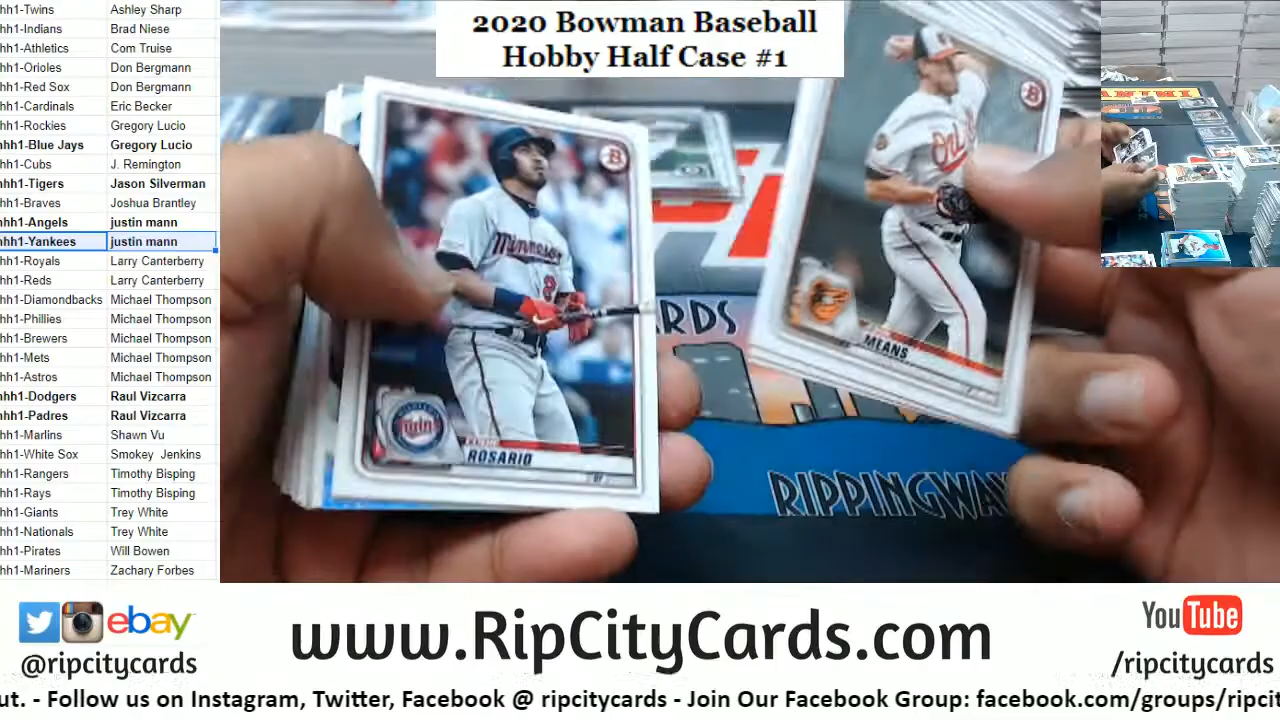 hh1-Twins Ashley Sharp
hh1-Indians Brad Niese
hh1-Athletics Com Truise
hh1-Orioles Don Bergmann
hh1-Red Sox Don Bergmann
hh1-Cardinals Eric Becker
hh1-Rockies Gregory Lucio
hh1-Blue Jays Gregory Lucio
hh1-Cubs J. Remington
hh1-Tigers Jason Silverman
hh1-Braves Joshua Brantley
hh1-Angels justin mann
hh1-Yankees justin mann
hh1-Royals Larry Canterberry
hh1-Reds Larry Canterberry
hh1-Diamondbacks Michael Thompson
hh1-Phillies Michael Thompson
hh1-Brewers Michael Thompson
hh1-Mets Michael Thompson
hh1-Astros Michael Thompson
hh1-Dodgers Raul Vizcarra
hh1-Padres Raul Vizcarra
hh1-Marlins Shawn Vu
hh1-White Sox Smokey Jenkins
hh1-Rangers Timothy Bisping
hh1-Rays Timothy Bisping
hh1-Giants Trey White
hh1-Nationals Trey White
hh1-Pirates Will Bowen
hh1-Mariners Zachary Forbes
2020 Bowman Baseball
Hobby Half Case #1
B
Minnesota
Twins
ROSARIO
OF
B
MEANS
ARDS
RIPPINGWAX
PANINI
ebay
@ripcitycards
www.RipCityCards.com
YouTube
/ripcitycards
ut. - Follow us on Instagram, Twitter, Facebook @ ripcitycards - Join Our Facebook Group: facebook.com/groups/ripcit